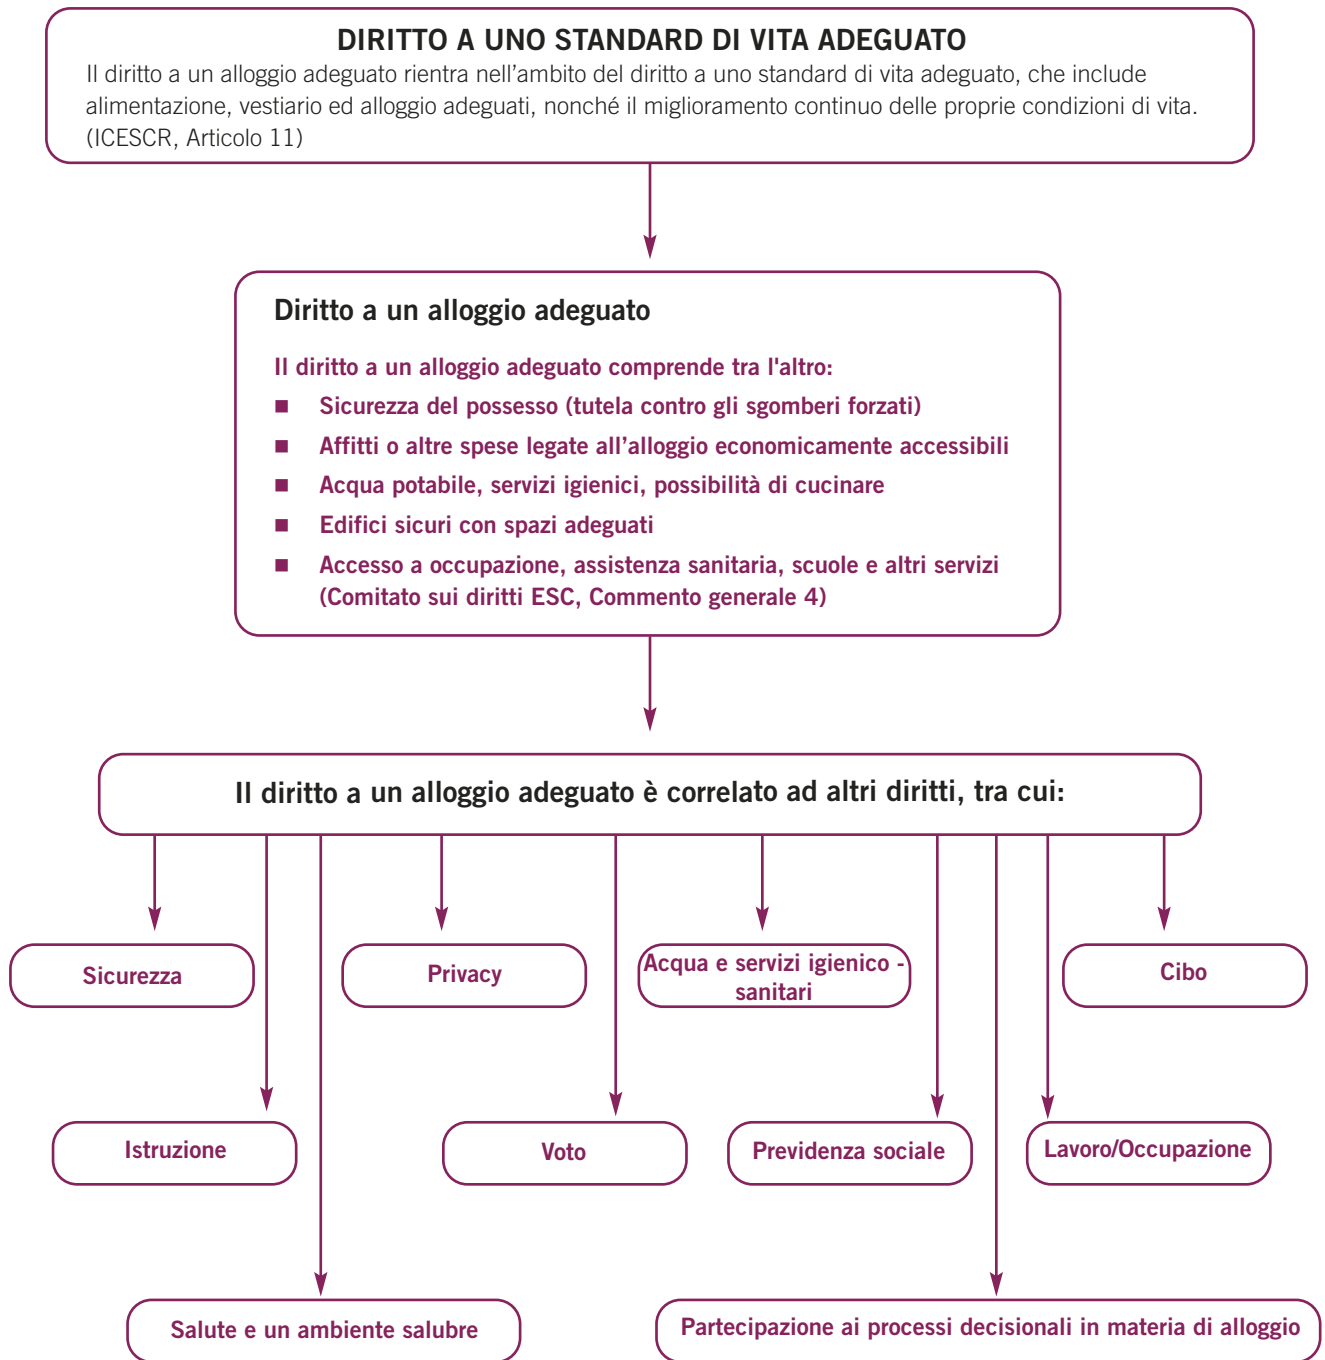 DIRITTO A UNO STANDARD DI VITA ADEGUATO
Il diritto a un alloggio adeguato rientra nell’ambito del diritto a uno standard di vita adeguato, che include
alimentazione, vestiario ed alloggio adeguati, nonché il miglioramento continuo delle proprie condizioni di vita.
(ICESCR, Articolo 11)
Diritto a un alloggio adeguato
Il diritto a un alloggio adeguato comprende tra l'altro:
■ Sicurezza del possesso (tutela contro gli sgomberi forzati)
■ Affitti o altre spese legate all’alloggio economicamente accessibili
■ Acqua potabile, servizi igienici, possibilità di cucinare
■ Edifici sicuri con spazi adeguati
■ Accesso a occupazione, assistenza sanitaria, scuole e altri servizi
(Comitato sui diritti ESC, Commento generale 4)
Il diritto a un alloggio adeguato è correlato ad altri diritti, tra cui:
Sicurezza
Privacy
Acqua e servizi igienico -
sanitari
Cibo
Istruzione
Voto
Previdenza sociale
Lavoro/Occupazione
Salute e un ambiente salubre
Partecipazione ai processi decisionali in materia di alloggio